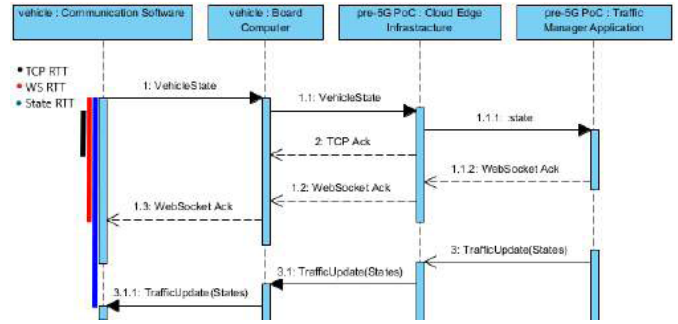 vehicle : Communication Software
vehicle : Board
Computer
pre-5G PoC : Cloud Edge
Infrastracture
pre-5G PoC : Traffic
Manager Application
TCP RTT
WS RTT
State RTT
1: VehicleState
1.1: VehicleState
1.1.1: :state
2: TCP Ack
1.1.2: WebSocket Ack
1.2: WebSocket Ack
1.3: WebSocket Ack
3: TrafficUpdate(States)
3.1: TrafficUpdate(States)
3.1.1: TrafficUpdate(States)